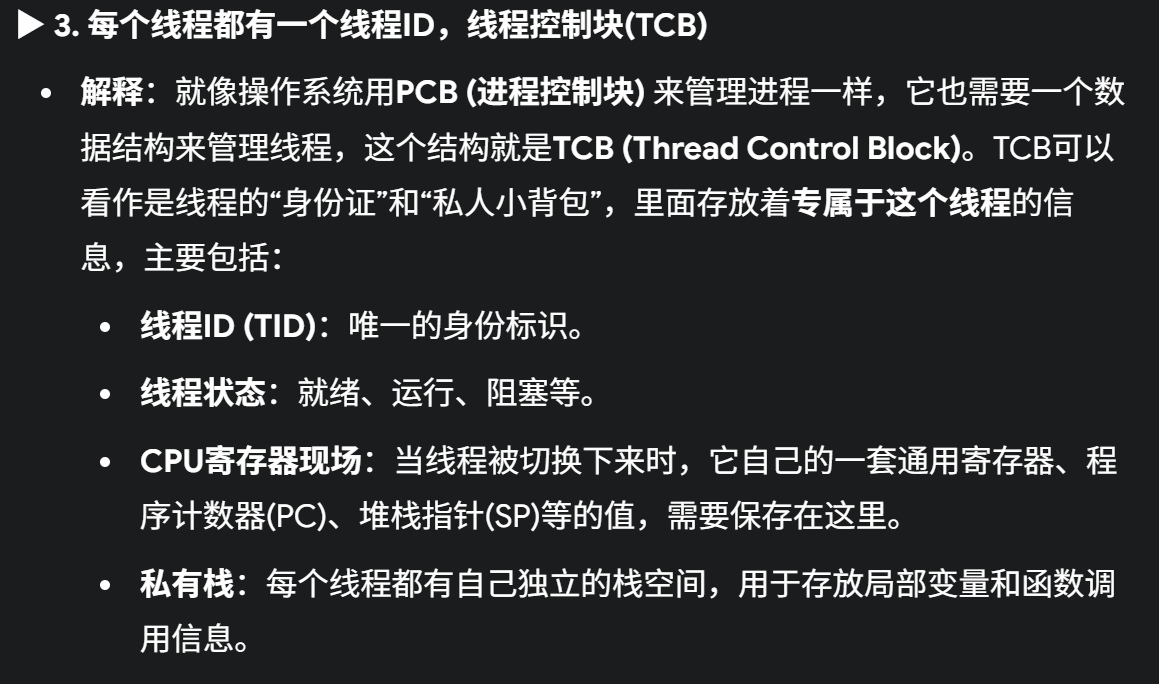 ▶ 3. 每个线程都有一个线程ID，线程控制块(TCB)
• 解释：就像操作系统用PCB (进程控制块) 来管理进程一样，它也需要一个数
据结构来管理线程，这个结构就是TCB (Thread Control Block)。TCB可以
看作是线程的“身份证”和“私人小背包”，里面存放着专属于这个线程的信
息，主要包括：
• 线程ID (TID)：唯一的身份标识。
• 线程状态：就绪、运行、阻塞等。
• CPU寄存器现场：当线程被切换下来时，它自己的一套通用寄存器、程
序计数器(PC)、堆栈指针(SP)等的值，需要保存在这里。
• 私有栈：每个线程都有自己独立的栈空间，用于存放局部变量和函数调
用信息。